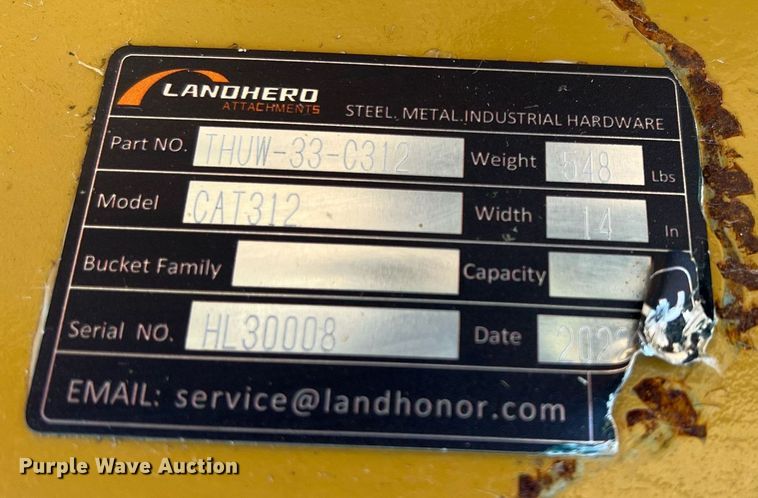 LANDHERO
ATTACHMENTS
STEEL. METAL.INDUSTRIAL HARDWARE
Part NO. THUW-33-C312 Weight 548 Lbs
Model CAT312 Width 14 In
Bucket Family Capacity
Serial NO. HL30008 Date
EMAIL: service@landhonor.com
Purple Wave Auction